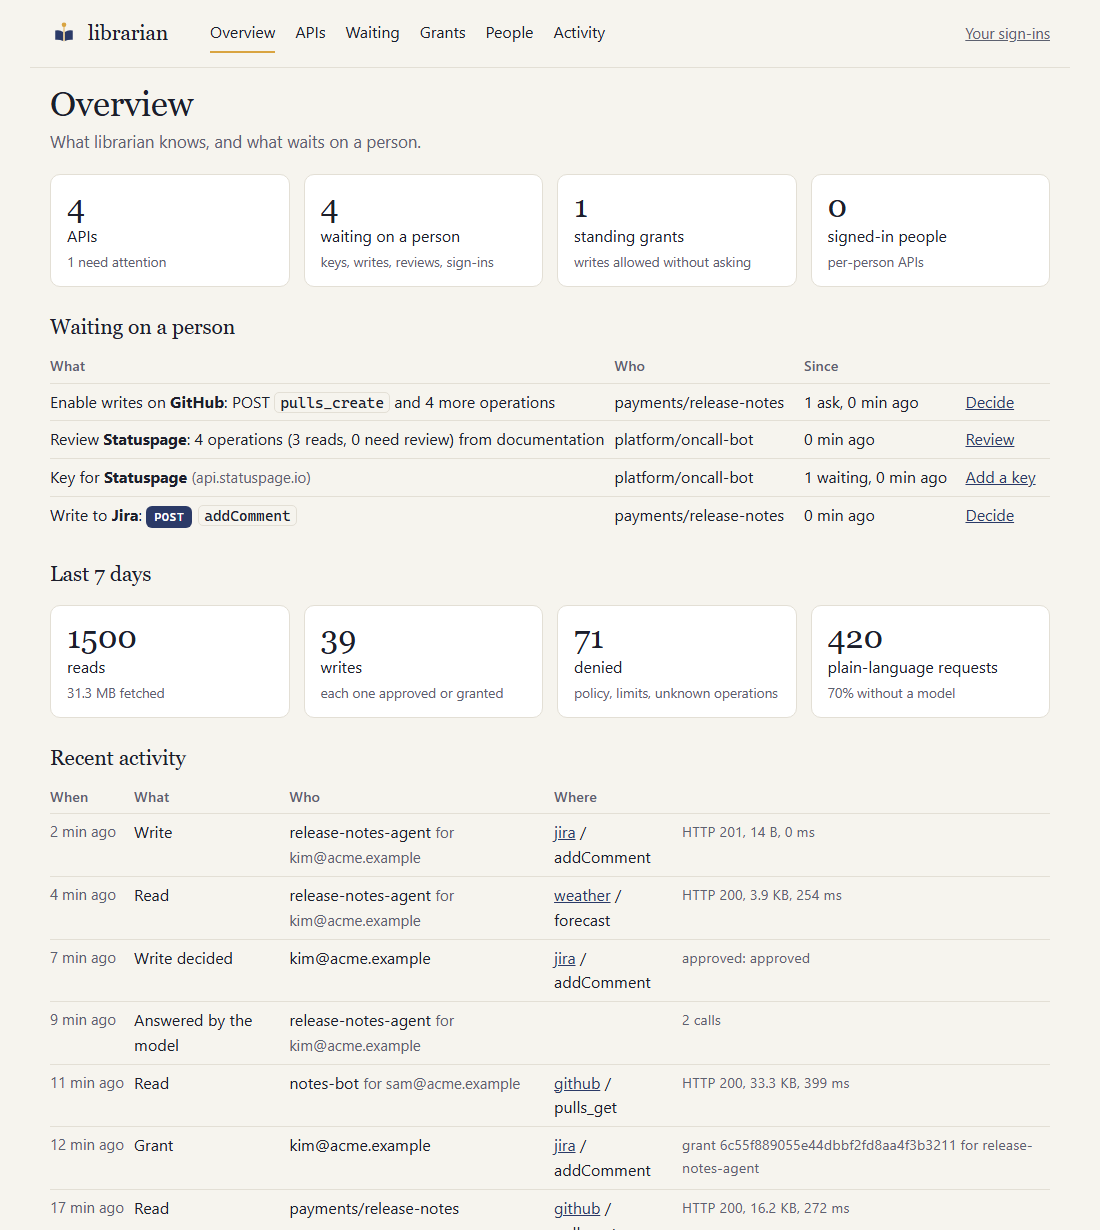 librarian Overview APIs Waiting Grants People Activity Your sign-ins
Overview
What librarian knows, and what waits on a person.
4
APIs
1 need attention
4
waiting on a person
keys, writes, reviews, sign-ins
1
standing grants
writes allowed without asking
0
signed-in people
per-person APIs
Waiting on a person
What Who Since
Enable writes on GitHub: POST pulls_create and 4 more operations payments/release-notes 1 ask, 0 min ago Decide
Review Statuspage: 4 operations (3 reads, 0 need review) from documentation platform/oncall-bot 0 min ago Review
Key for Statuspage (api.statuspage.io) platform/oncall-bot 1 waiting, 0 min ago Add a key
Write to Jira: POST addComment payments/release-notes 0 min ago Decide
Last 7 days
1500
reads
31.3 MB fetched
39
writes
each one approved or granted
71
denied
policy, limits, unknown operations
420
plain-language requests
70% without a model
Recent activity
When What Who Where
2 min ago Write release-notes-agent for jira / HTTP 201, 14 B, 0 ms
kim@acme.example addComment
4 min ago Read release-notes-agent for weather / HTTP 200, 3.9 KB, 254 ms
kim@acme.example forecast
7 min ago Write decided kim@acme.example jira / approved: approved
addComment
9 min ago Answered by the release-notes-agent for 2 calls
model kim@acme.example
11 min ago Read notes-bot for sam@acme.example github / HTTP 200, 33.3 KB, 399 ms
pulls_get
12 min ago Grant kim@acme.example jira / grant 6c55f889055e44dbbf2fd8aa4f3b3211 for release-
addComment notes-agent
17 min ago Read payments/release-notes github / HTTP 200, 16.2 KB, 272 ms